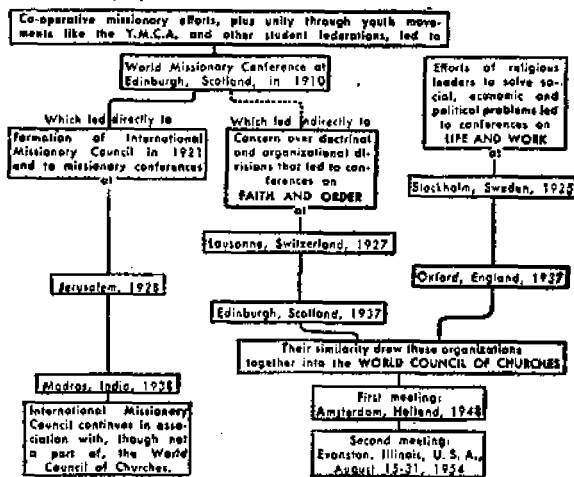 Co-operative missionary efforts, plus unity through youth move-
ments like the Y.M.C.A. and other student federations, led to
World Missionary Conference at
Edinburgh, Scotland, in 1910
Which led directly to
Formation of International
Missionary Council in 1921
and to missionary conferences
at
Jerusalem, 1928
Madras, India, 1938
International Missionary
Council continues in asso-
ciation with, though not
a part of, the World
Council of Churches.
Which led indirectly to
Concern over doctrinal
and organizational di-
visions that led to con-
ferences on
FAITH AND ORDER
at
Lausanne, Switzerland, 1927
Edinburgh, Scotland, 1937
Efforts of religious
leaders to solve so-
cial, economic and
political problems led
to conferences on
LIFE AND WORK
at
Stockholm, Sweden, 1925
Oxford, England, 1937
Their similarity drew these organizations
together into the WORLD COUNCIL OF CHURCHES
First meeting:
Amsterdam, Holland, 1948
Second meeting:
Evanston, Illinois, U.S.A.,
August 15-31, 1954